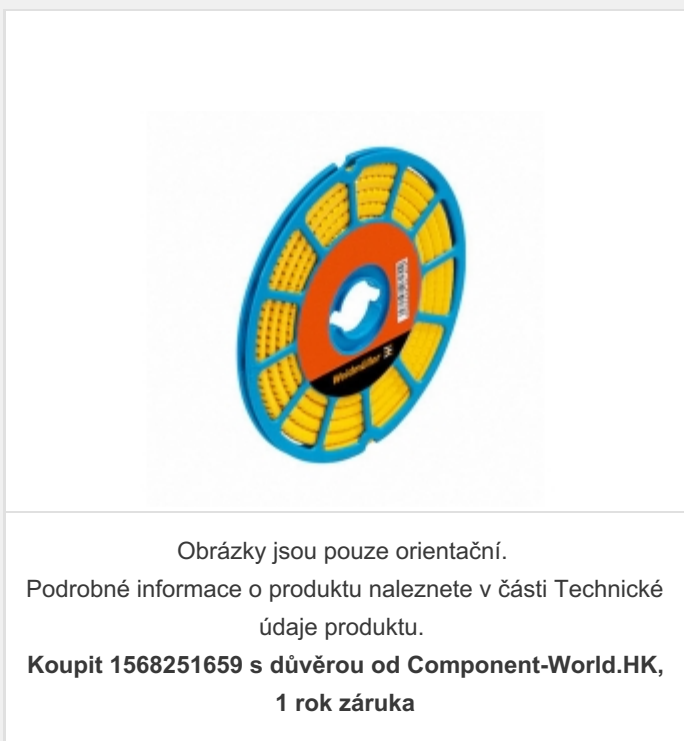 Weidmüller
Obrázky jsou pouze orientační.
Podrobné informace o produktu naleznete v části Technické
údaje produktu.
Koupit 1568251659 s důvěrou od Component-World.HK,
1 rok záruka